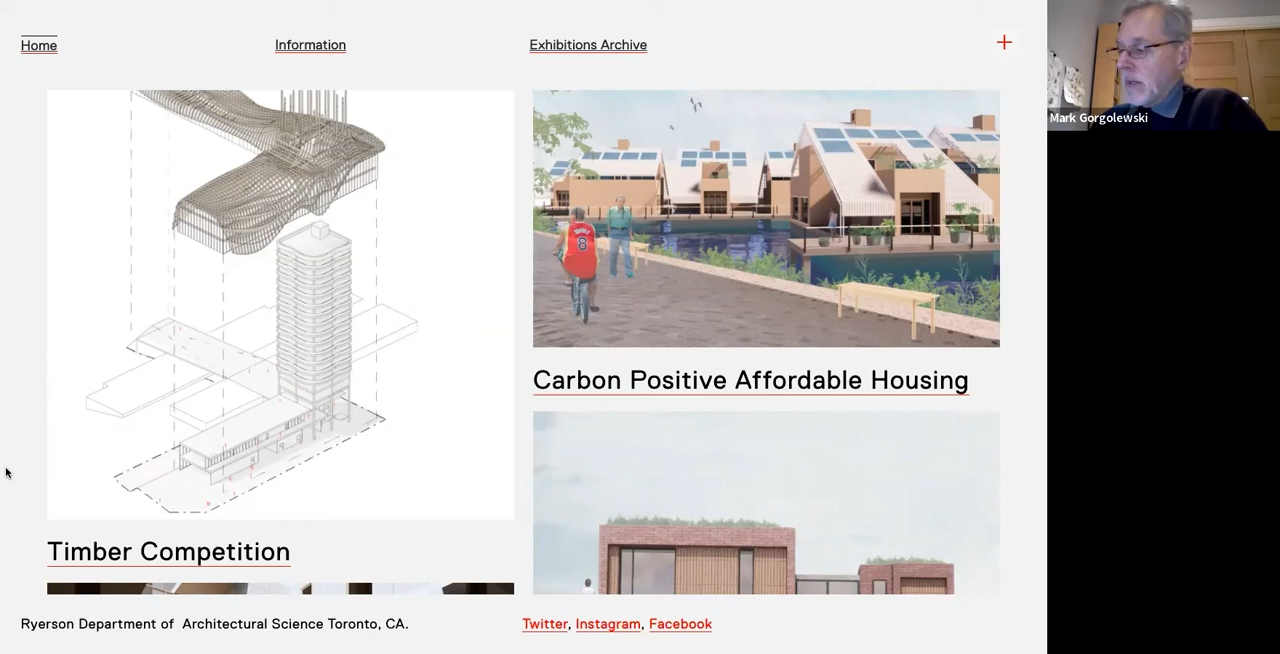 Home
Information
Exhibitions Archive
Mark Gorgolewski
8
Carbon Positive Affordable Housing
Timber Competition
Ryerson Department of Architectural Science Toronto, CA.
Twitter, Instagram, Facebook